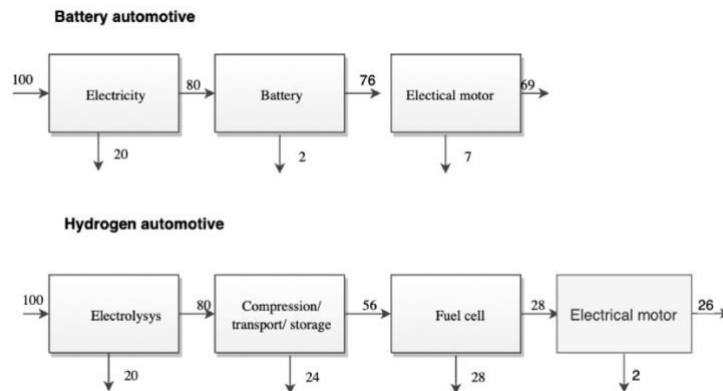 Battery automotive
100 Electricity 80 Battery 76 Electical motor 69
20 2 7
Hydrogen automotive
100 Electrolysys 80 Compression/ transport/ storage 56 Fuel cell 28 Electrical motor 26
20 24 28 2